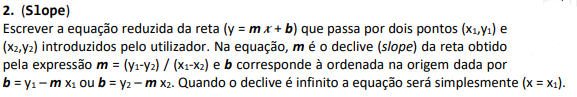 2. (Slope)
Escrever a equação reduzida da reta (y = m x + b) que passa por dois pontos (x₁,y₁) e
(x₂,y₂) introduzidos pelo utilizador. Na equação, m é o declive (slope) da reta obtido
pela expressão m = (y₁-y₂) / (x₁-x₂) e b corresponde à ordenada na origem dada por
b = y₁ – m x₁ ou b = y₂ – m x₂. Quando o declive é infinito a equação será simplesmente (x = x₁).